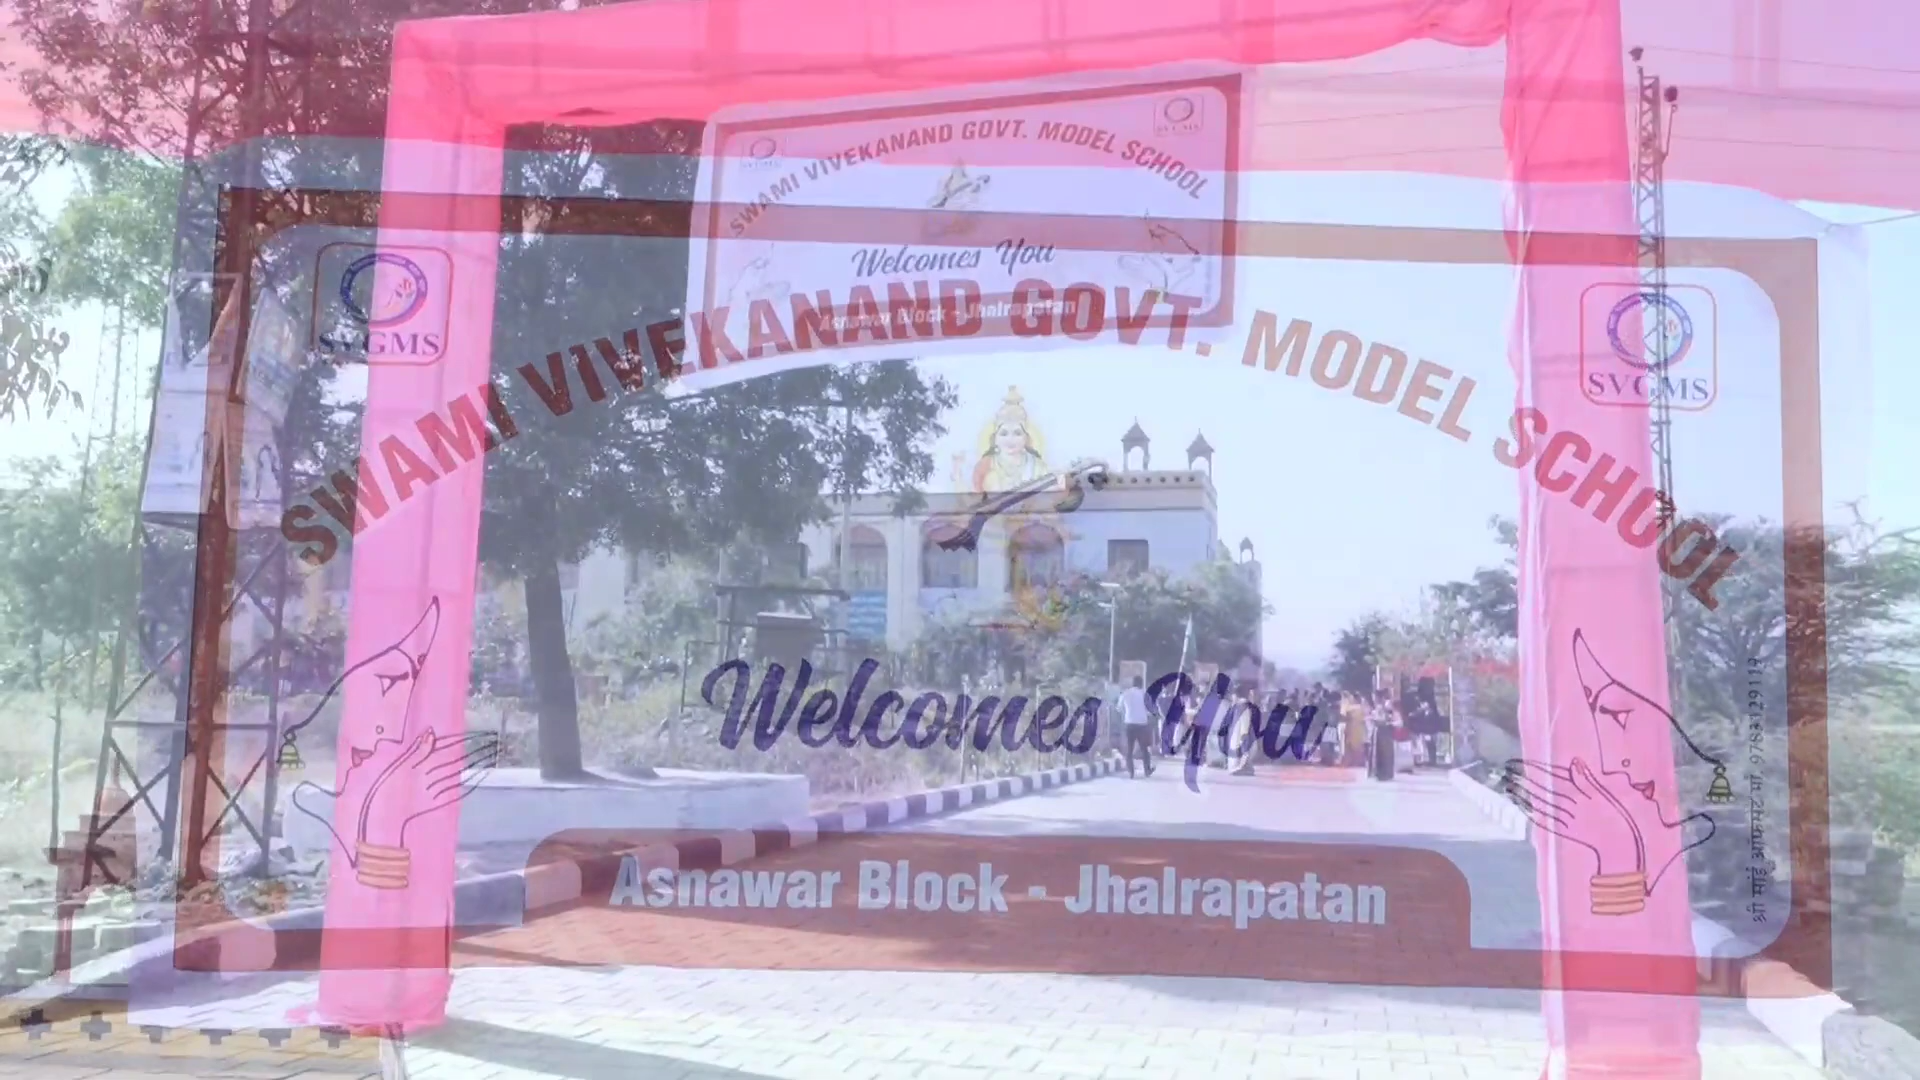 SWAMI VIVEKANAND GOVT. MODEL SCHOOL
SVGMS
Welcomes You
Asnawar Block - Jhalrapatan
SWAMI VIVEKANAND GOVT. MODEL SCHOOL
SVGMS
SVGMS
Welcomes You
Asnawar Block - Jhalrapatan